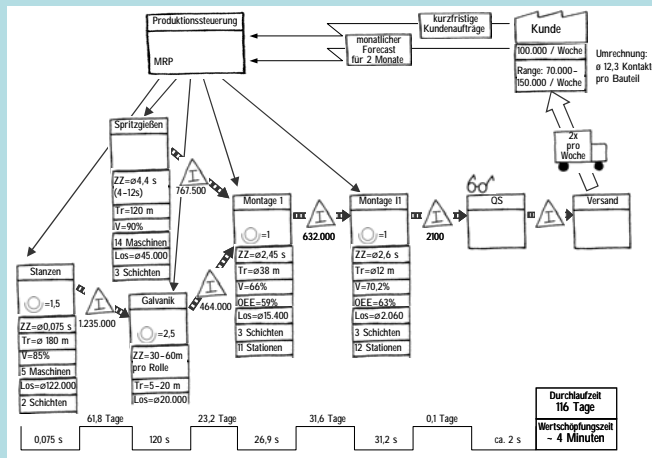 Produktionssteuerung
MRP
kurzfristige
Kundenaufträge
monatlicher
Forecast
für 2 Monate
Kunde
100.000 / Woche
Range: 70.000–
150.000 / Woche
Umrechnung:
ø 12,3 Kontakt
pro Bauteil
2x
pro
Woche
Spritzgießen
ZZ=ø4,4 s
(4–12s)
Tr=120 m
V=90%
14 Maschinen
Los=ø45.000
3 Schichten
I
767.500
Montage 1
=1
ZZ=ø2,45 s
Tr=ø38 m
V=66%
OEE=59%
Los=ø15.400
3 Schichten
11 Stationen
I
632.000
Montage I1
=1
ZZ=ø2,6 s
Tr=ø12 m
V=70,2%
OEE=63%
Los=ø2.060
3 Schichten
12 Stationen
I
2100
QS
I
Versand
Stanzen
=1,5
ZZ=ø0,075 s
Tr=ø 180 m
V=85%
5 Maschinen
Los=ø122.000
2 Schichten
I
1.235.000
Galvanik
=2,5
ZZ=30–60m
pro Rolle
Tr=5–20 m
Los=ø20.000
I
464.000
61,8 Tage
23,2 Tage
31,6 Tage
0,1 Tage
0,075 s
120 s
26,9 s
31,2 s
ca. 2 s
Durchlaufzeit
116 Tage
Wertschöpfungszeit
~ 4 Minuten